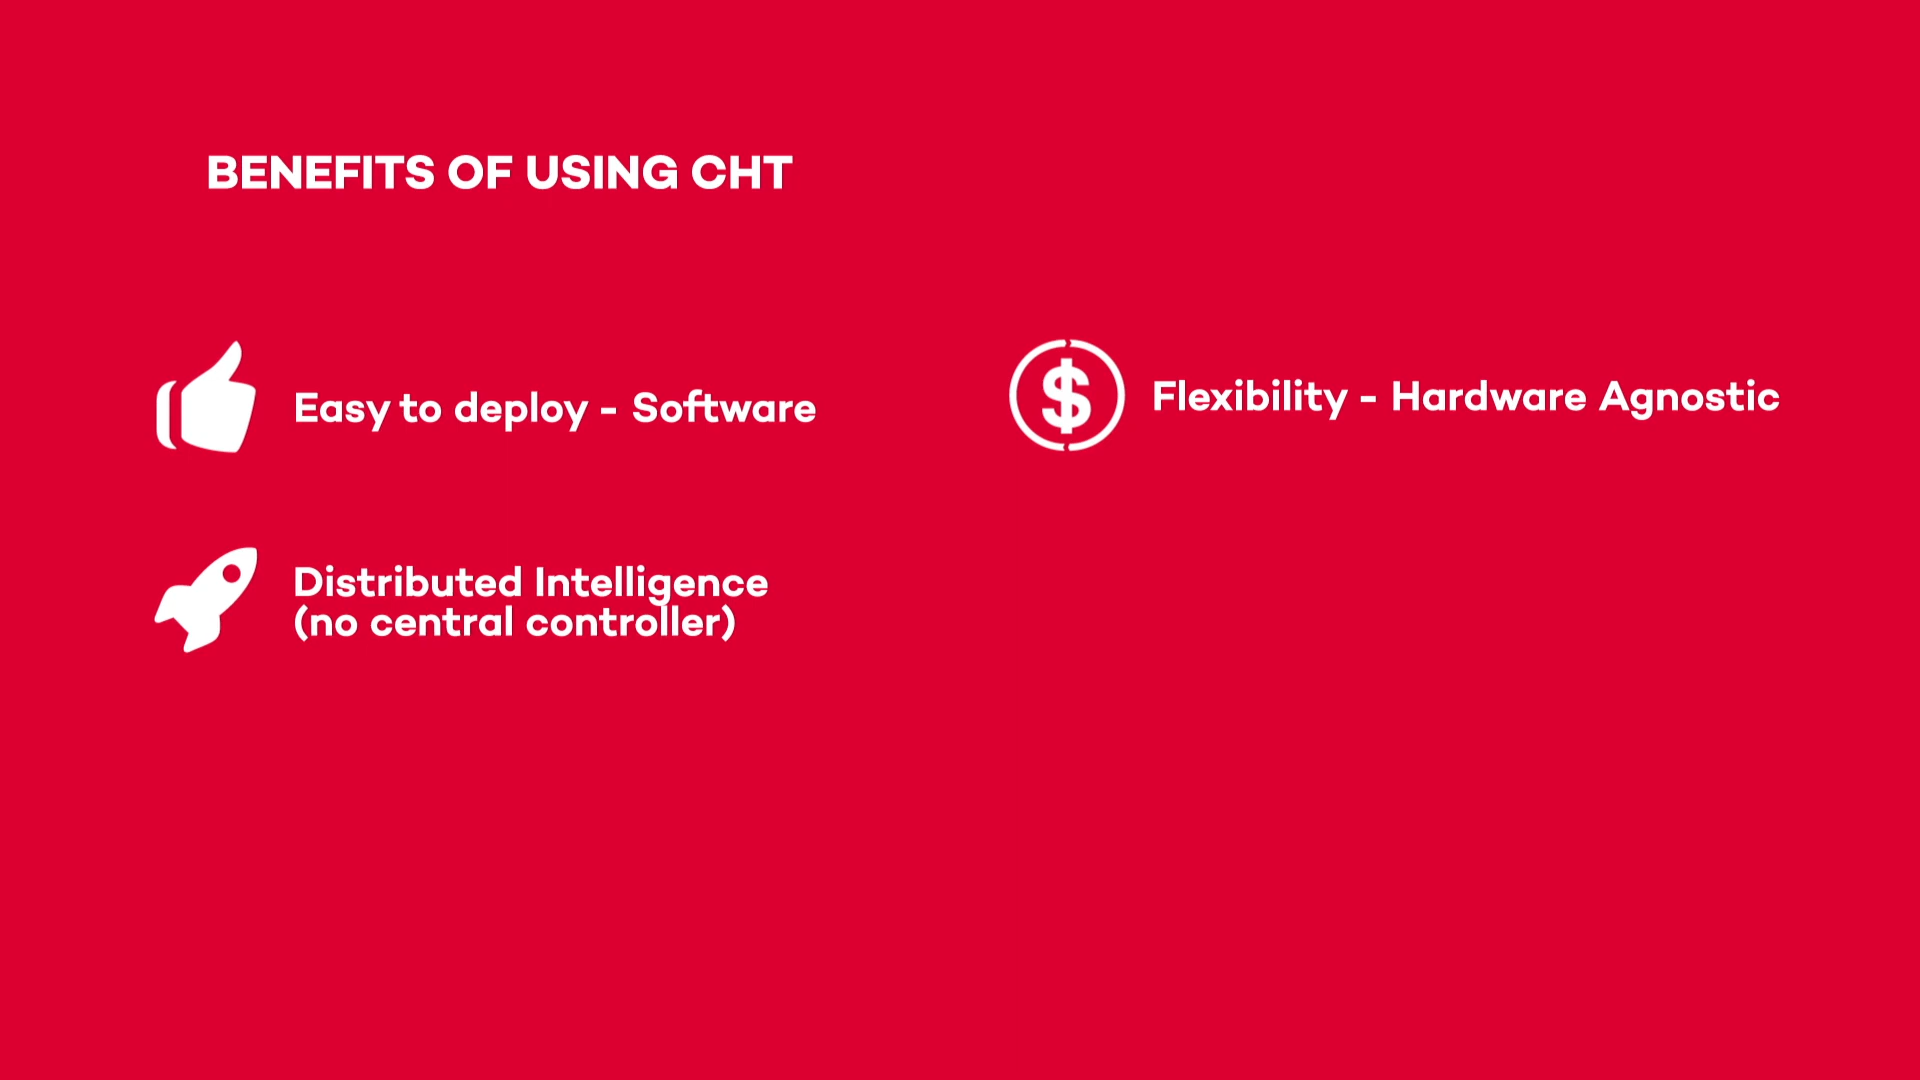 BENEFITS OF USING CHT
Easy to deploy - Software
Flexibility - Hardware Agnostic
Distributed Intelligence
(no central controller)